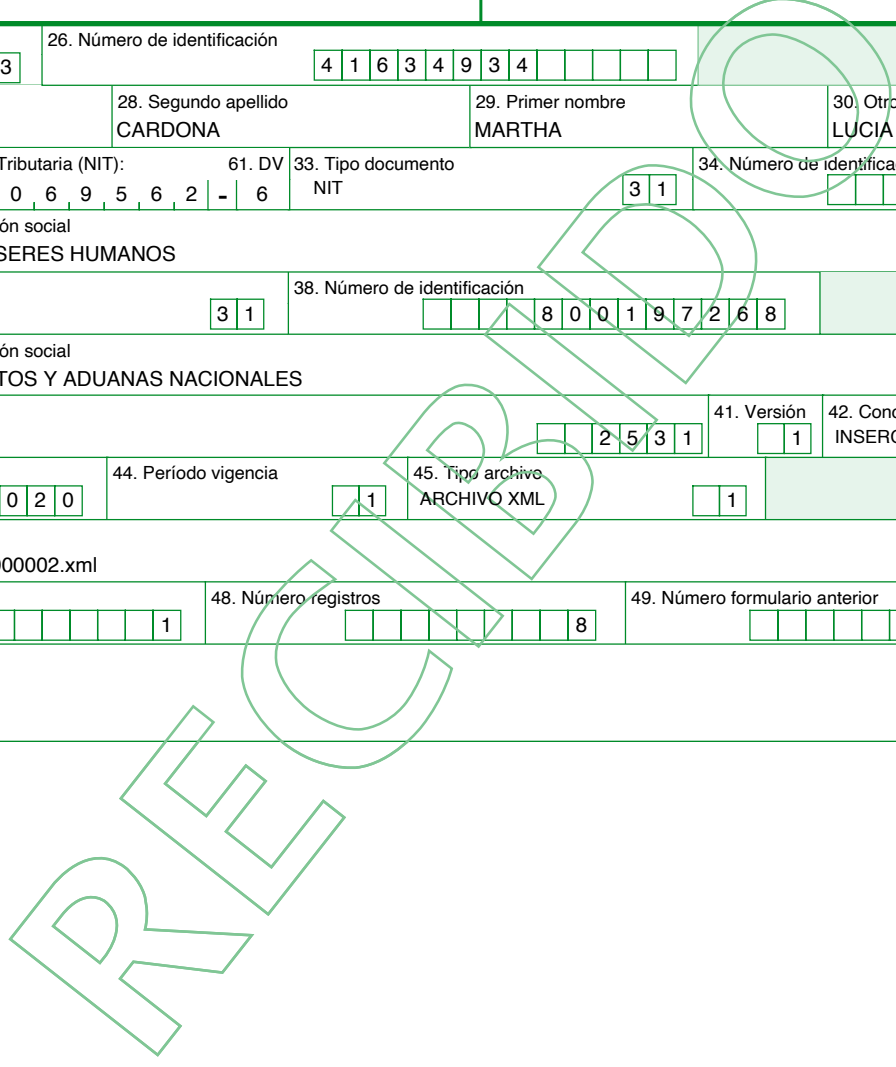 26. Número de identificación
3 4 1 6 3 4 9 3 4
28. Segundo apellido 29. Primer nombre 30. Otro
CARDONA MARTHA LUCIA
Tributaria (NIT): 61. DV 33. Tipo documento 34. Número de identifica
0 6 9 5 6 2 - 6 NIT 3 1
ón social
SERES HUMANOS
38. Número de identificación
3 1 8 0 0 1 9 7 2 6 8
ón social
TOS Y ADUANAS NACIONALES
41. Versión 42. Conc
2 5 3 1 1 INSERC
44. Período vigencia 45. Tipo archivo
0 2 0 1 ARCHIVO XML 1
000002.xml
48. Número registros 49. Número formulario anterior
1 8
RECIBIDO